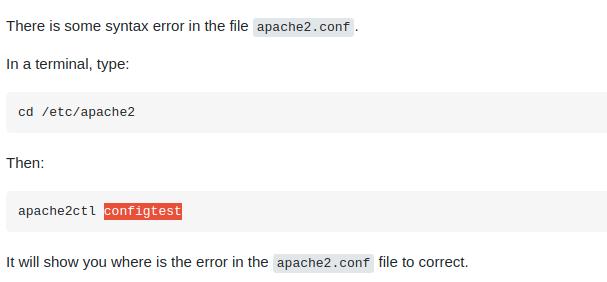 There is some syntax error in the file apache2.conf.
In a terminal, type:
cd /etc/apache2
Then:
apache2ctl configtest
It will show you where is the error in the apache2.conf file to correct.